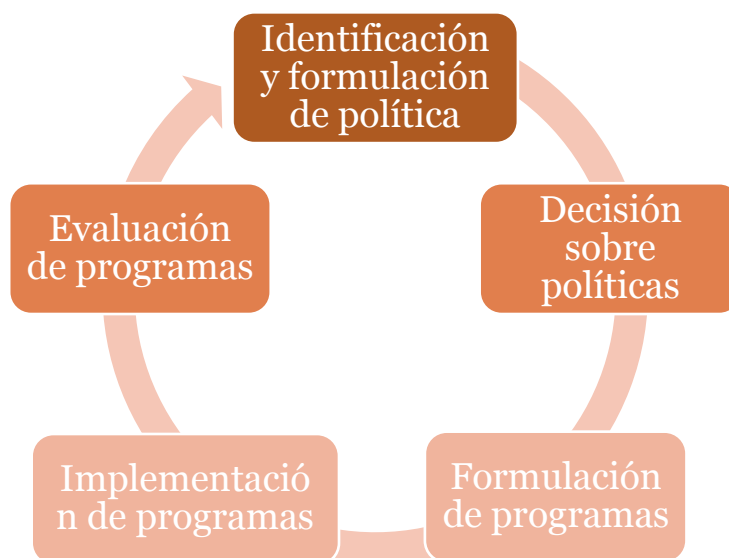 Identificación
y formulación
de política
Decisión
sobre
políticas
Formulación
de programas
Implementació
n de programas
Evaluación
de programas